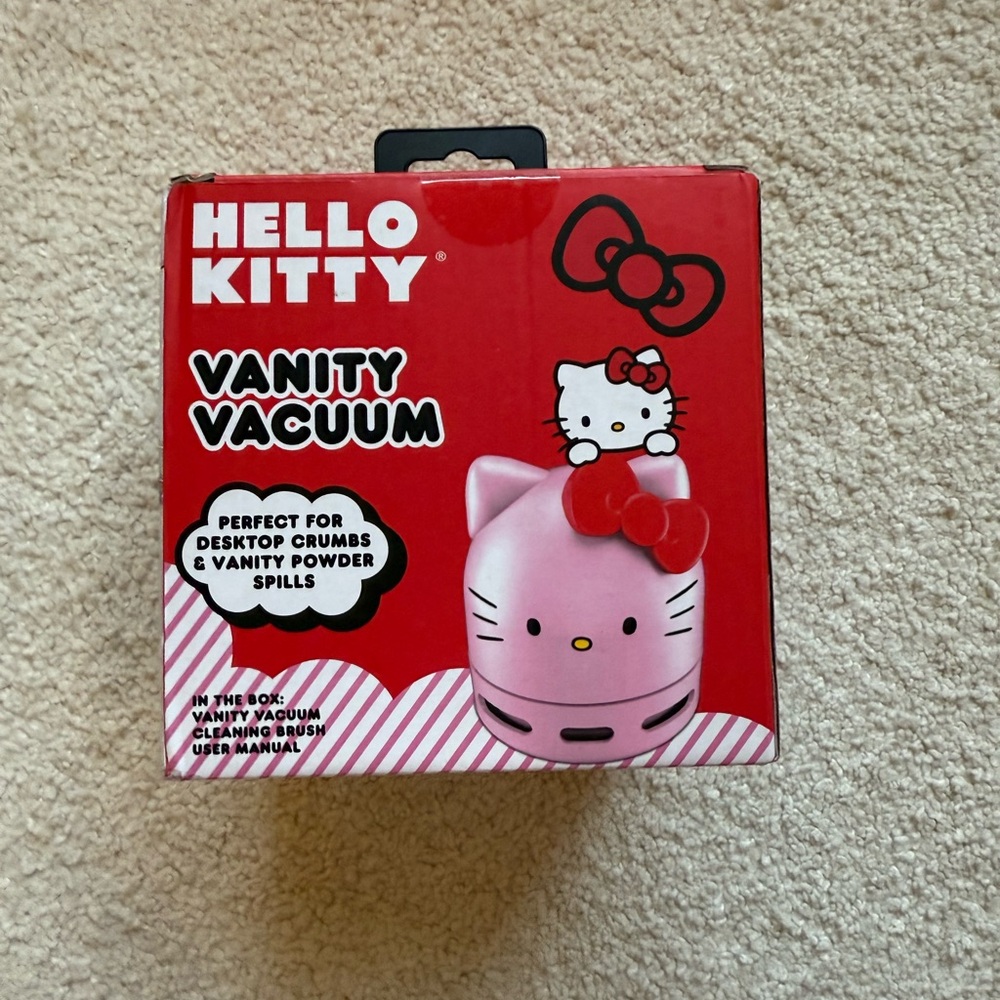 HELLO
KITTY®
VANITY
VACUUM
PERFECT FOR
DESKTOP CRUMBS
& VANITY POWDER
SPILLS
IN THE BOX:
VANITY VACUUM
CLEANING BRUSH
USER MANUAL